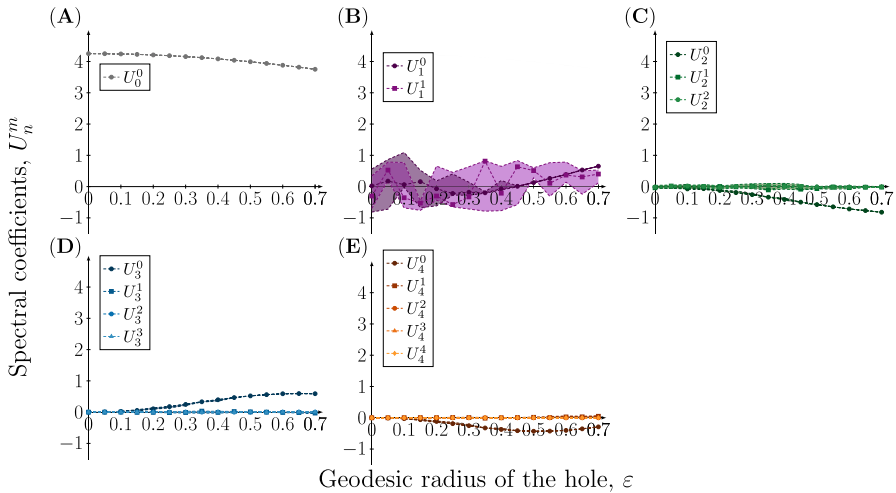 (A)
4
3
2
1
0
−1
0 0.1 0.2 0.3 0.4 0.5 0.6 0.7
U_0^0
(B)
4
3
2
1
0
−1
0 0.1 0.2 0.3 0.4 0.5 0.6 0.7
U_1^0
U_1^1
(C)
4
3
2
1
0
−1
0 0.1 0.2 0.3 0.4 0.5 0.6 0.7
U_2^0
U_2^1
U_2^2
(D)
4
3
2
1
0
−1
0 0.1 0.2 0.3 0.4 0.5 0.6 0.7
U_3^0
U_3^1
U_3^2
U_3^3
(E)
4
3
2
1
0
−1
0 0.1 0.2 0.3 0.4 0.5 0.6 0.7
U_4^0
U_4^1
U_4^2
U_4^3
U_4^4
Spectral coefficients, U_n^m
Geodesic radius of the hole, ε